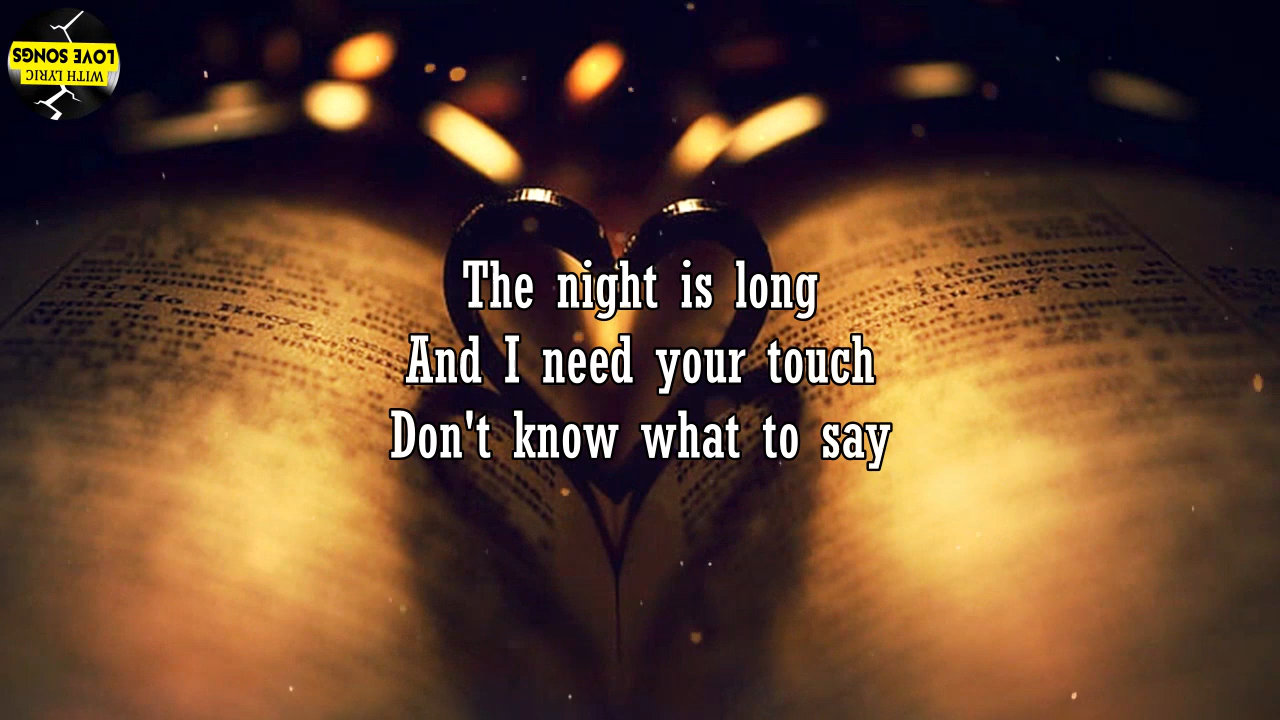 LOVE SONGS
WITH LYRIC
The night is long
And I need your touch
Don't know what to say